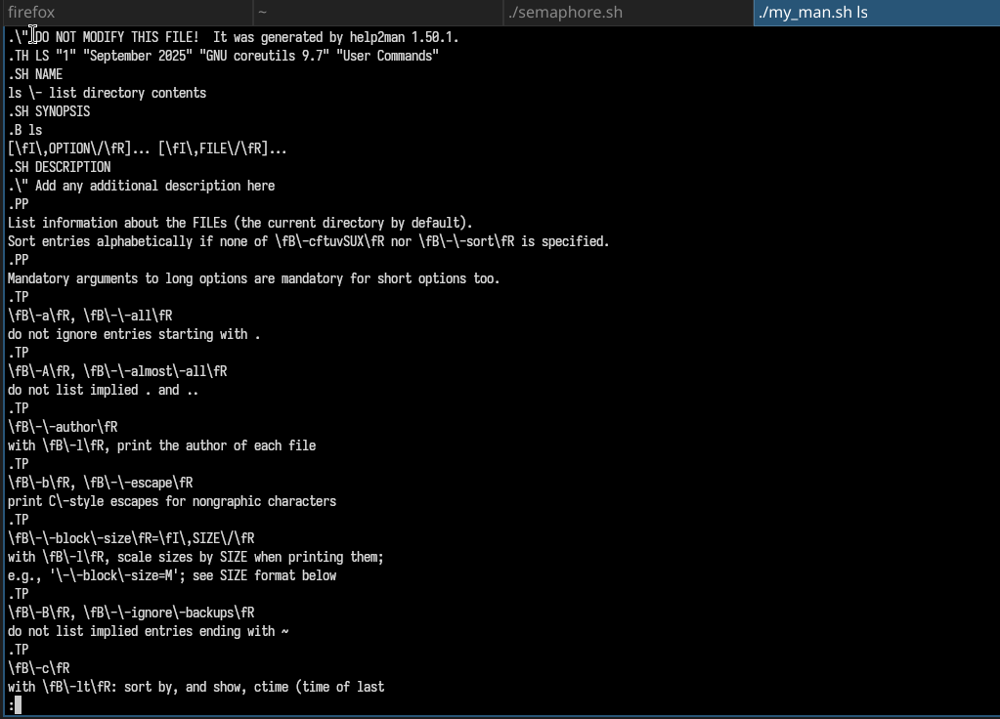 firefox
~
./semaphore.sh
./my_man.sh ls
.\" DO NOT MODIFY THIS FILE!  It was generated by help2man 1.50.1.
.TH LS "1" "September 2025" "GNU coreutils 9.7" "User Commands"
.SH NAME
ls \- list directory contents
.SH SYNOPSIS
.B ls
[\fI\,OPTION\/\fR]... [\fI\,FILE\/\fR]...
.SH DESCRIPTION
.\" Add any additional description here
.PP
List information about the FILEs (the current directory by default).
Sort entries alphabetically if none of \fB\-cftuvSUX\fR nor \fB\-\-sort\fR is specified.
.PP
Mandatory arguments to long options are mandatory for short options too.
.TP
\fB\-a\fR, \fB\-\-all\fR
do not ignore entries starting with .
.TP
\fB\-A\fR, \fB\-\-almost\-all\fR
do not list implied . and ..
.TP
\fB\-\-author\fR
with \fB\-l\fR, print the author of each file
.TP
\fB\-b\fR, \fB\-\-escape\fR
print C\-style escapes for nongraphic characters
.TP
\fB\-\-block\-size\fR=\fI\,SIZE\/\fR
with \fB\-l\fR, scale sizes by SIZE when printing them;
e.g., '\-\-block\-size=M'; see SIZE format below
.TP
\fB\-B\fR, \fB\-\-ignore\-backups\fR
do not list implied entries ending with ~
.TP
\fB\-c\fR
with \fB\-lt\fR: sort by, and show, ctime (time of last
: